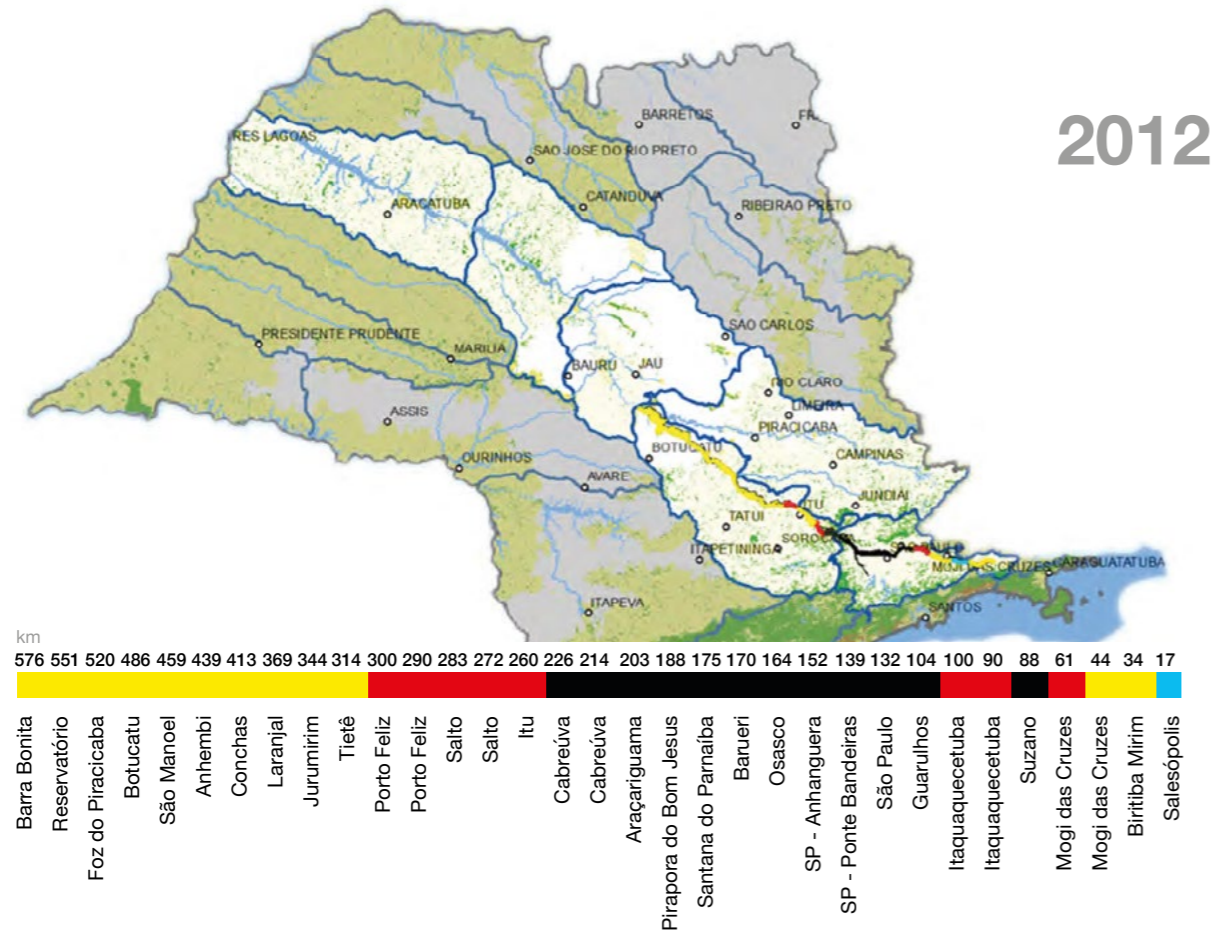 2012
BARRETOS
FR
RES LAGOAS
SAO JOSE DO RIO PRETO
CATANDUVA
ARACATUBA
RIBEIRAO PRETO
SAO CARLOS
PRESIDENTE PRUDENTE
MARILIA
BAURU
JAU
RIO CLARO
LIMEIRA
ASSIS
PIRACICABA
BOTUCATU
CAMPINAS
OURINHOS
AVARE
JUNDIAI
ITU
TATUI
SOROCABA
ITAPETININGA
SAO PAULO
MOJI DAS CRUZES
CARAGUATATUBA
ITAPEVA
SANTOS
km
576 551 520 486 459 439 413 369 344 314 300 290 283 272 260 226 214 203 188 175 170 164 152 139 132 104 100 90 88 61 44 34 17
Barra Bonita
Reservatório
Foz do Piracicaba
Botucatu
São Manoel
Anhembi
Conchas
Laranjal
Jurumirim
Tietê
Porto Feliz
Porto Feliz
Salto
Salto
Itu
Cabreúva
Cabreúva
Araçariguama
Pirapora do Bom Jesus
Santana do Parnaíba
Barueri
Osasco
SP - Anhanguera
SP - Ponte Bandeiras
São Paulo
Guarulhos
Itaquaquecetuba
Itaquaquecetuba
Suzano
Mogi das Cruzes
Mogi das Cruzes
Biritiba Mirim
Salesópolis